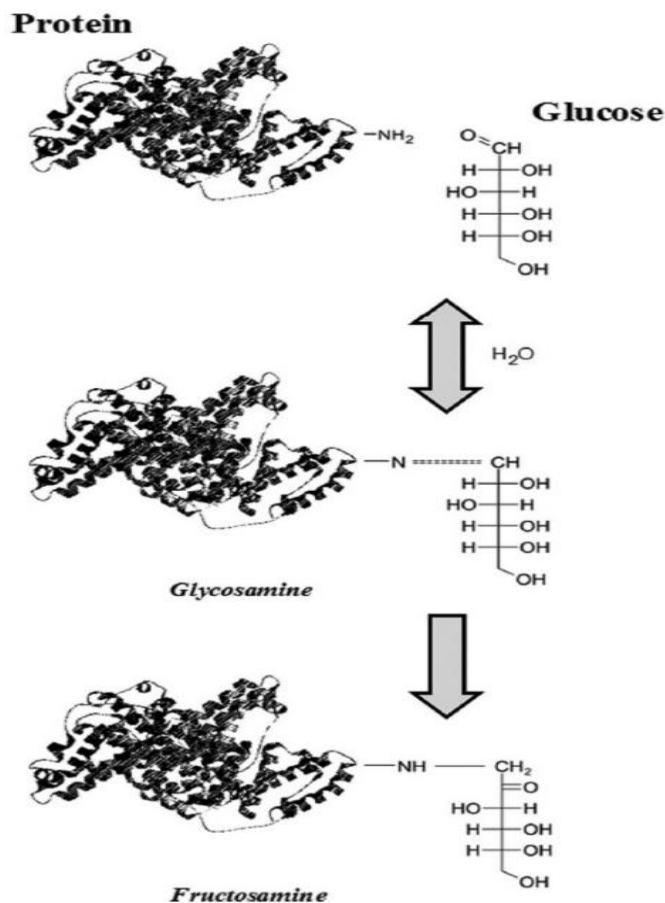 Protein
Glucose
–NH₂
O
CH
H OH
HO H
H OH
H OH
OH
H₂O
N CH
H OH
HO H
H OH
H OH
OH
Glycosamine
NH CH₂
O
HO H
H OH
H OH
OH
Fructosamine